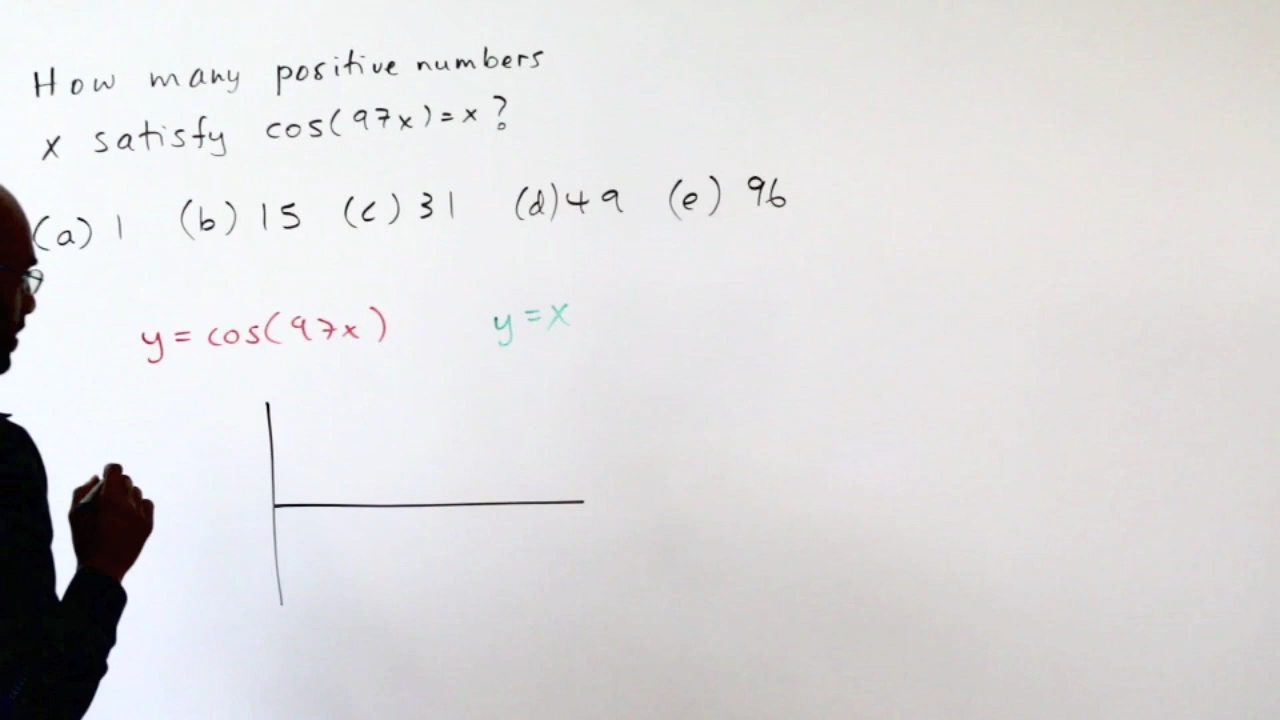 How many positive numbers
x satisfy cos(97x)=x?
(a) 1 (b) 15 (c) 31 (d) 49 (e) 96
y=cos(97x) y=x